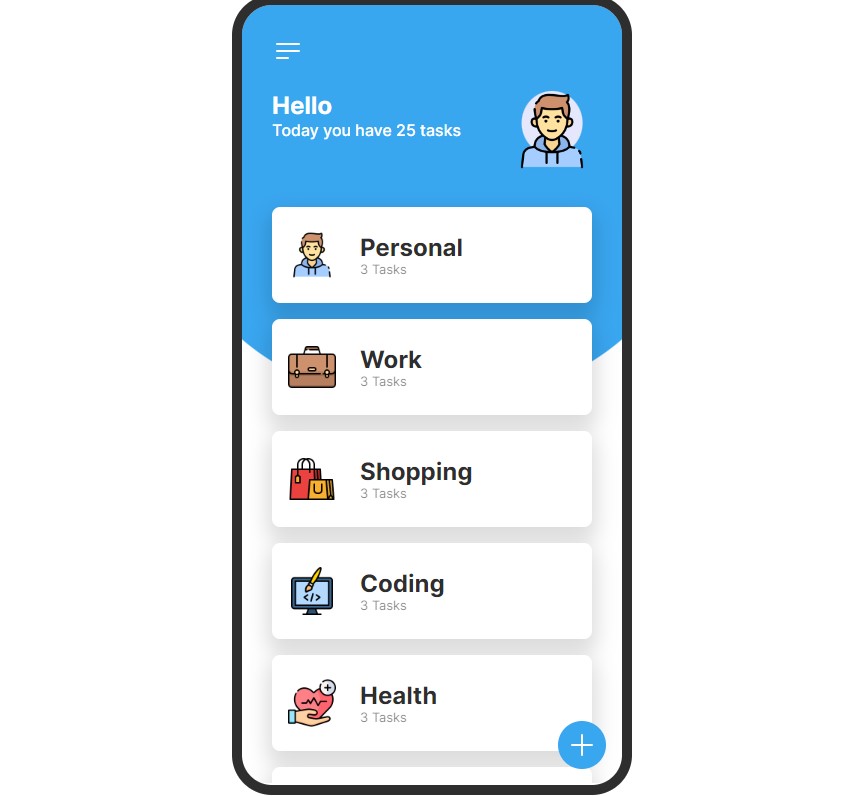 Hello
Today you have 25 tasks
Personal
3 Tasks
Work
3 Tasks
Shopping
3 Tasks
Coding
3 Tasks
</>
Health
3 Tasks